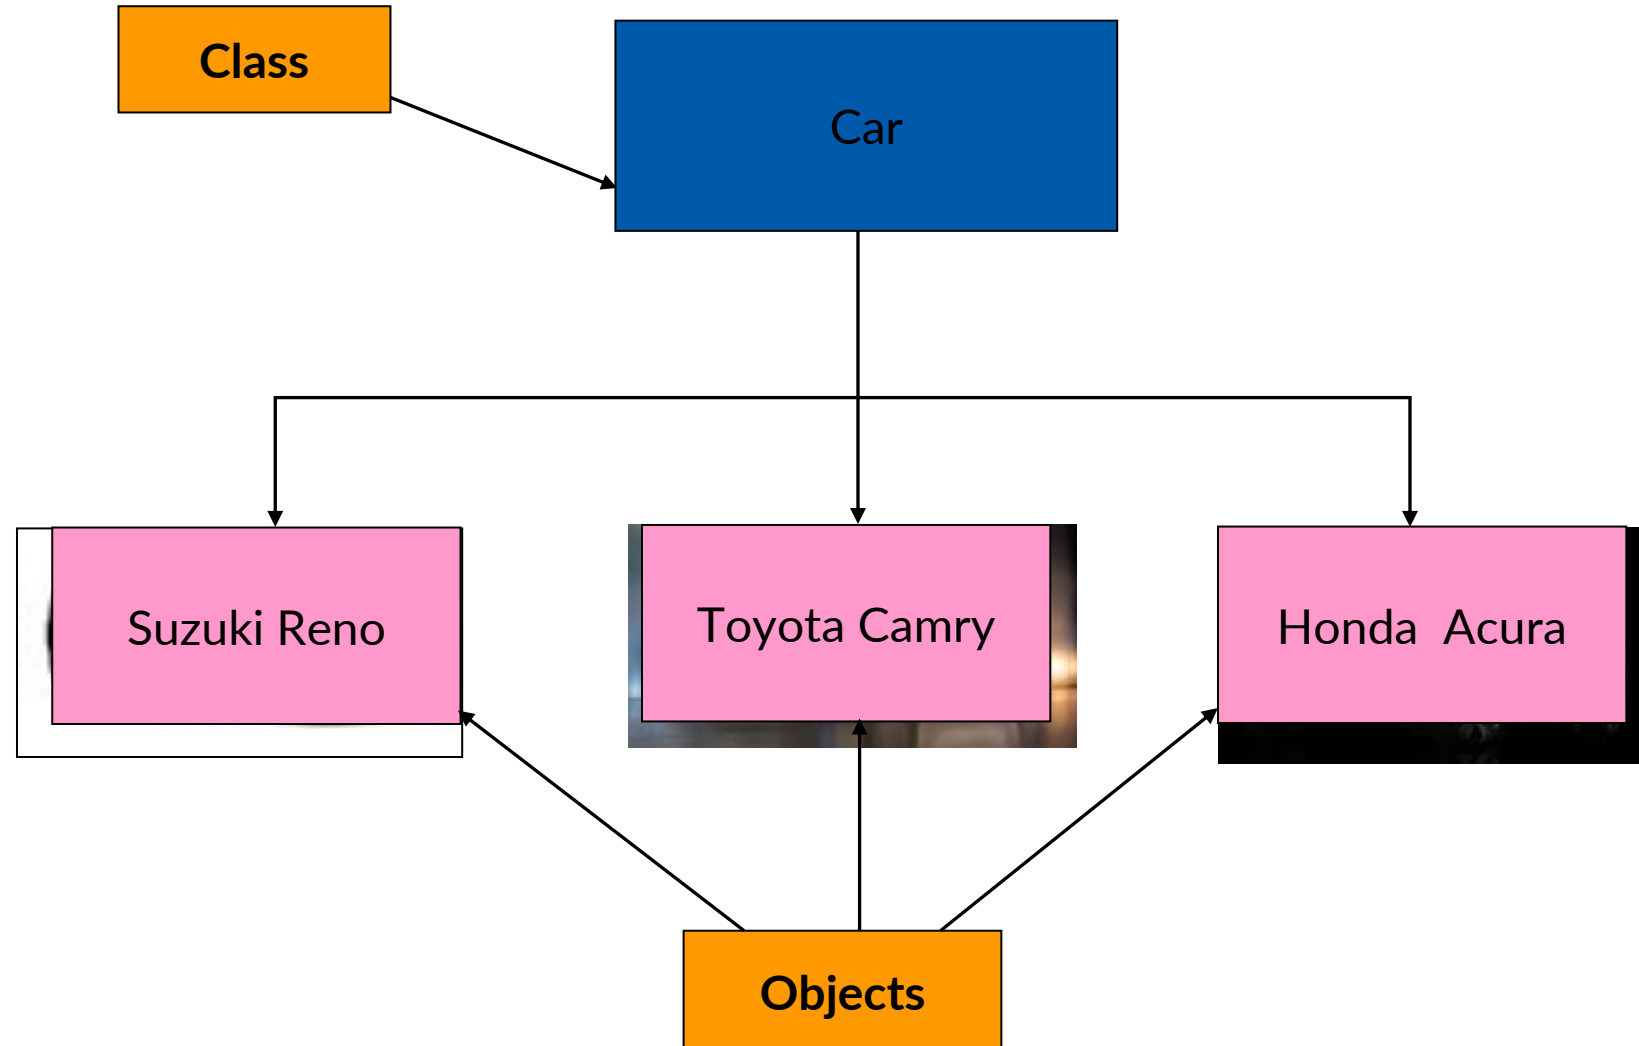 Class
Car
Suzuki Reno
Toyota Camry
Honda  Acura
Objects